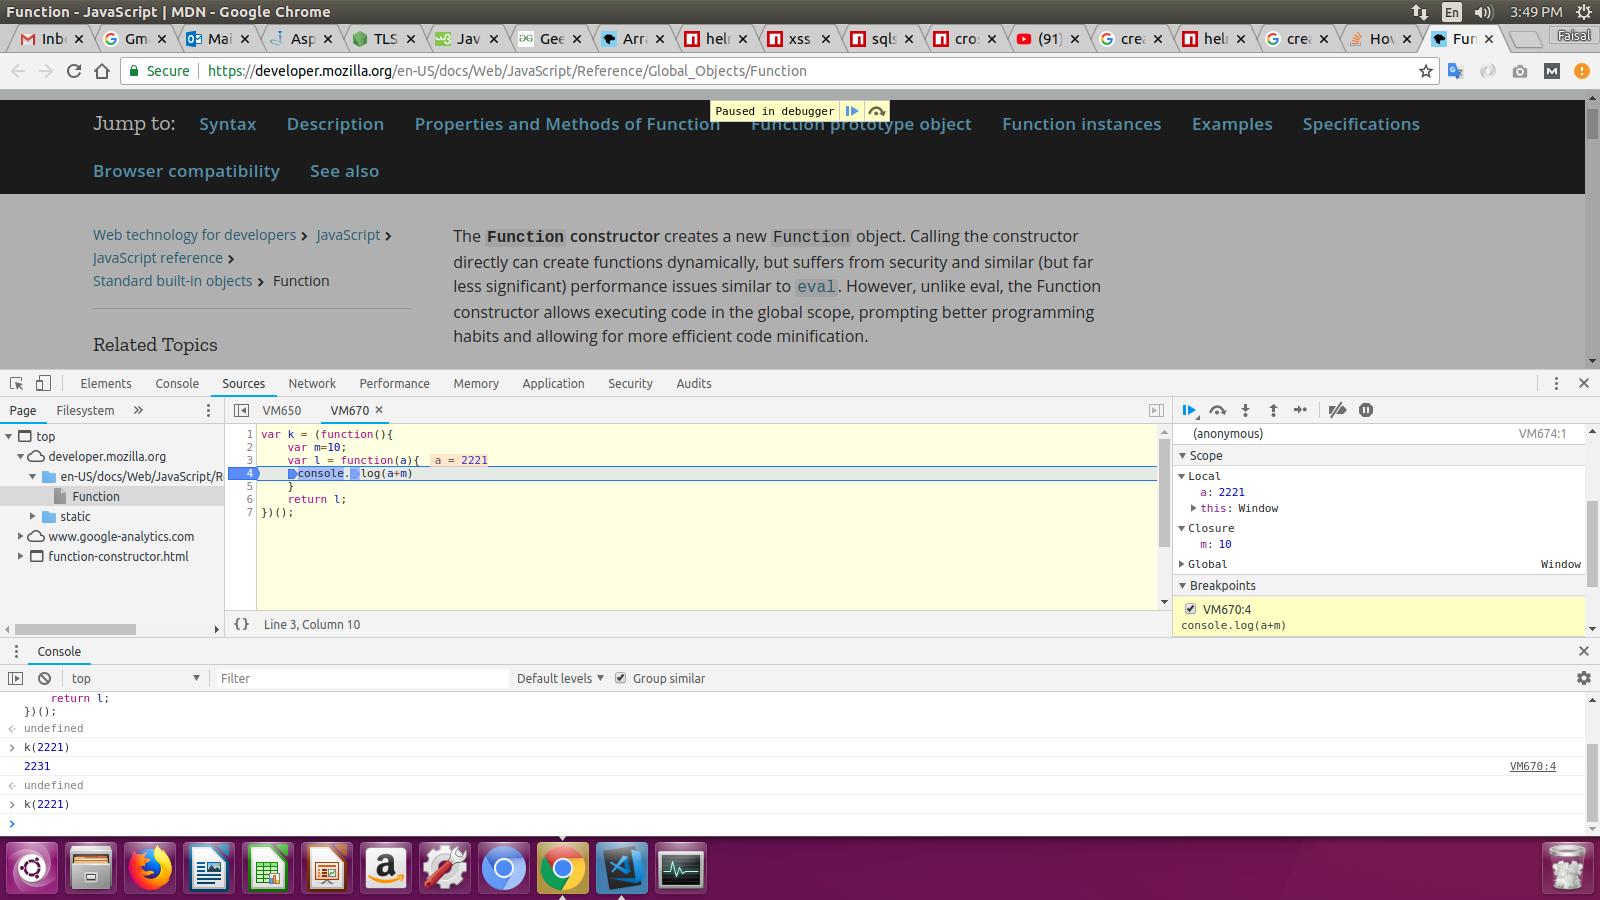 Function - JavaScript | MDN - Google Chrome
En
3:49 PM
Inb
Gma
Mai
Asp
TLS
Jav
Gee
Arr
heln
xss
sqls
cros
(91)
crea
heln
crea
How
Fun
Faisal
Secure
https://developer.mozilla.org/en-US/docs/Web/JavaScript/Reference/Global_Objects/Function
Paused in debugger
Jump to: Syntax Description Properties and Methods of Function Function prototype object Function instances Examples Specifications
Browser compatibility See also
Web technology for developers JavaScript
JavaScript reference
Standard built-in objects Function
Related Topics
The Function constructor creates a new Function object. Calling the constructor
directly can create functions dynamically, but suffers from security and similar (but far
less significant) performance issues similar to eval. However, unlike eval, the Function
constructor allows executing code in the global scope, prompting better programming
habits and allowing for more efficient code minification.
Elements Console Sources Network Performance Memory Application Security Audits
Page Filesystem »
top
developer.mozilla.org
en-US/docs/Web/JavaScript/R
Function
static
www.google-analytics.com
function-constructor.html
VM650 VM670
1 var k = (function(){
2 var m=10;
3 var l = function(a){ a = 2221
4 console.log(a+m)
5 }
6 return l;
7 })();
{} Line 3, Column 10
(anonymous) VM674:1
Scope
Local
a: 2221
this: Window
Closure
m: 10
Global Window
Breakpoints
VM670:4
console.log(a+m)
Console
top Filter Default levels Group similar
return l;
})();
undefined
k(2221)
2231 VM670:4
undefined
k(2221)